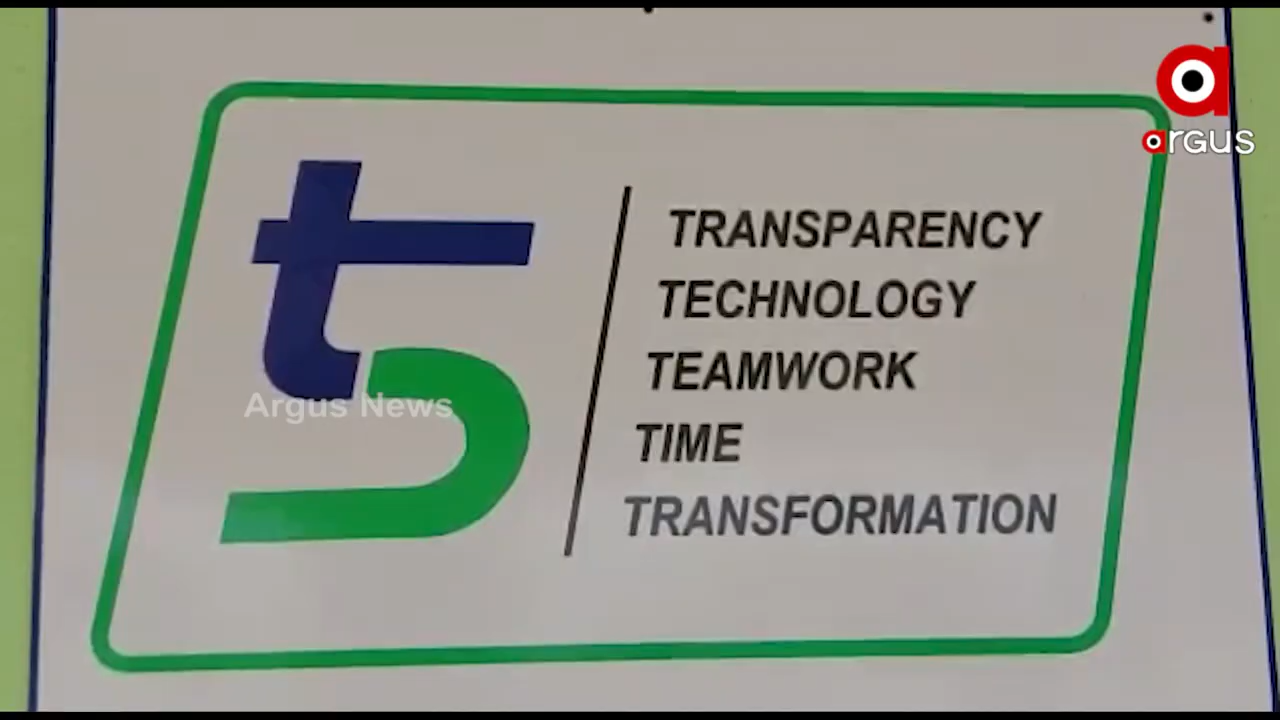 argus
t5
TRANSPARENCY
TECHNOLOGY
TEAMWORK
TIME
TRANSFORMATION
Argus News